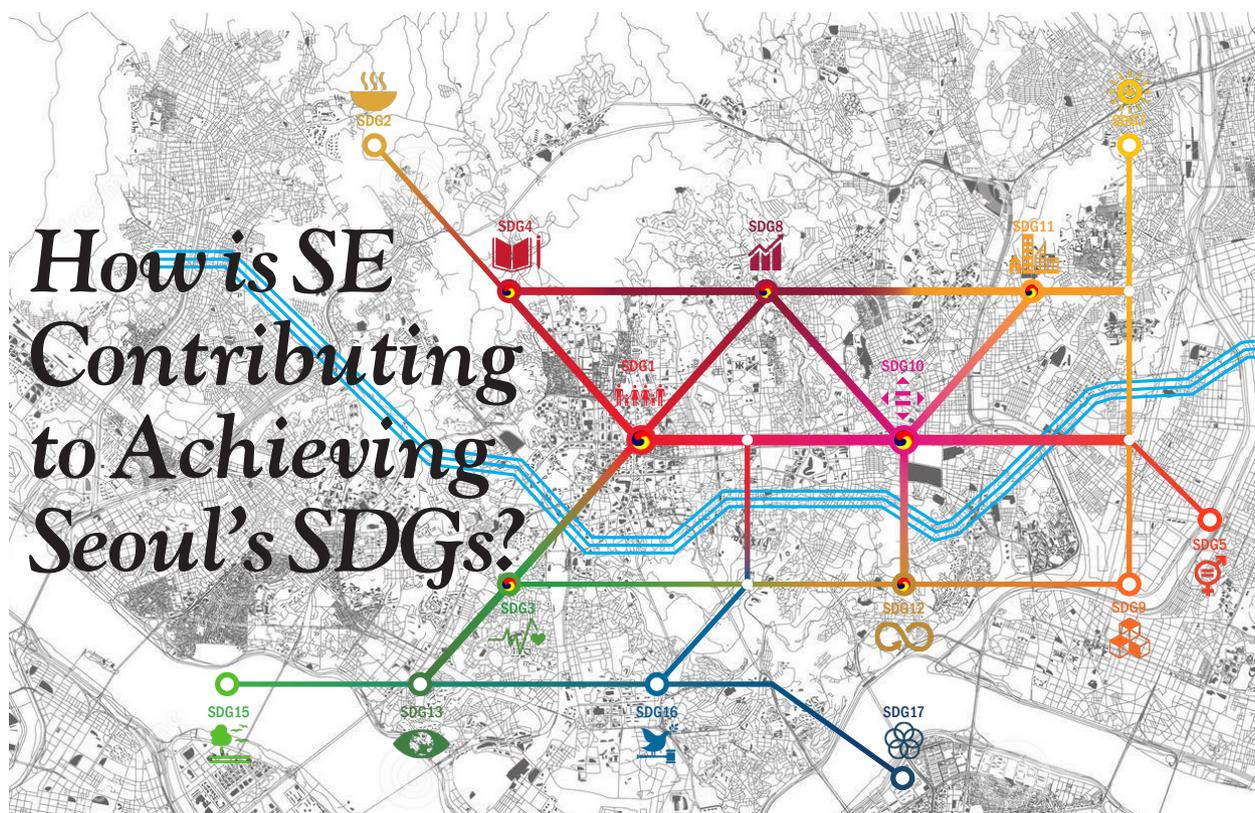 How is SE
Contributing
to Achieving
Seoul's SDGs?
SDG2
SDG7
SDG4
SDG8
SDG11
SDG1
SDG10
SDG5
SDG3
SDG12
SDG9
SDG15
SDG13
SDG16
SDG17